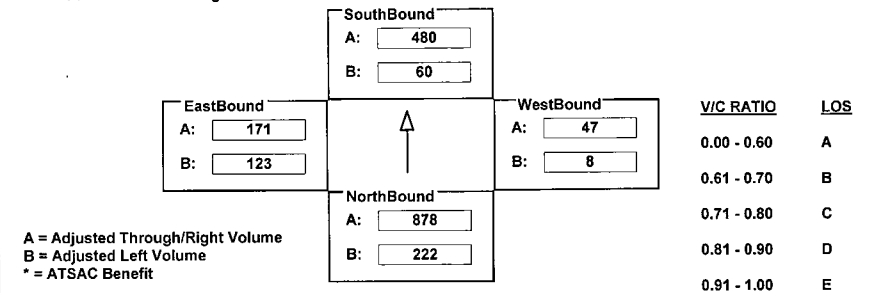 SouthBound
A: 480
B: 60
EastBound
A: 171
B: 123
WestBound
A: 47
B: 8
NorthBound
A: 878
B: 222
A = Adjusted Through/Right Volume
B = Adjusted Left Volume
* = ATSAC Benefit
V/C RATIO LOS
0.00 - 0.60 A
0.61 - 0.70 B
0.71 - 0.80 C
0.81 - 0.90 D
0.91 - 1.00 E